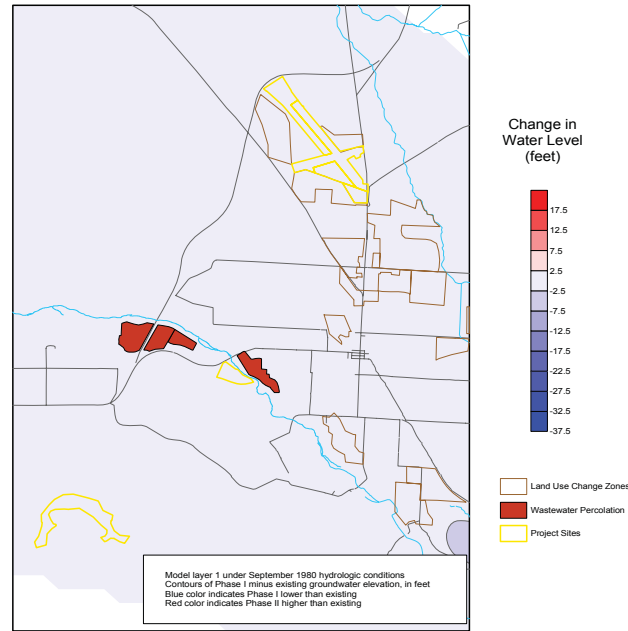 Change in
Water Level
(feet)
17.5
12.5
7.5
2.5
-2.5
-7.5
-12.5
-17.5
-22.5
-27.5
-32.5
-37.5
Land Use Change Zones
Wastewater Percolation
Project Sites
Model layer 1 under September 1980 hydrologic conditions
Contours of Phase I minus existing groundwater elevation, in feet
Blue color indicates Phase I lower than existing
Red color indicates Phase II higher than existing